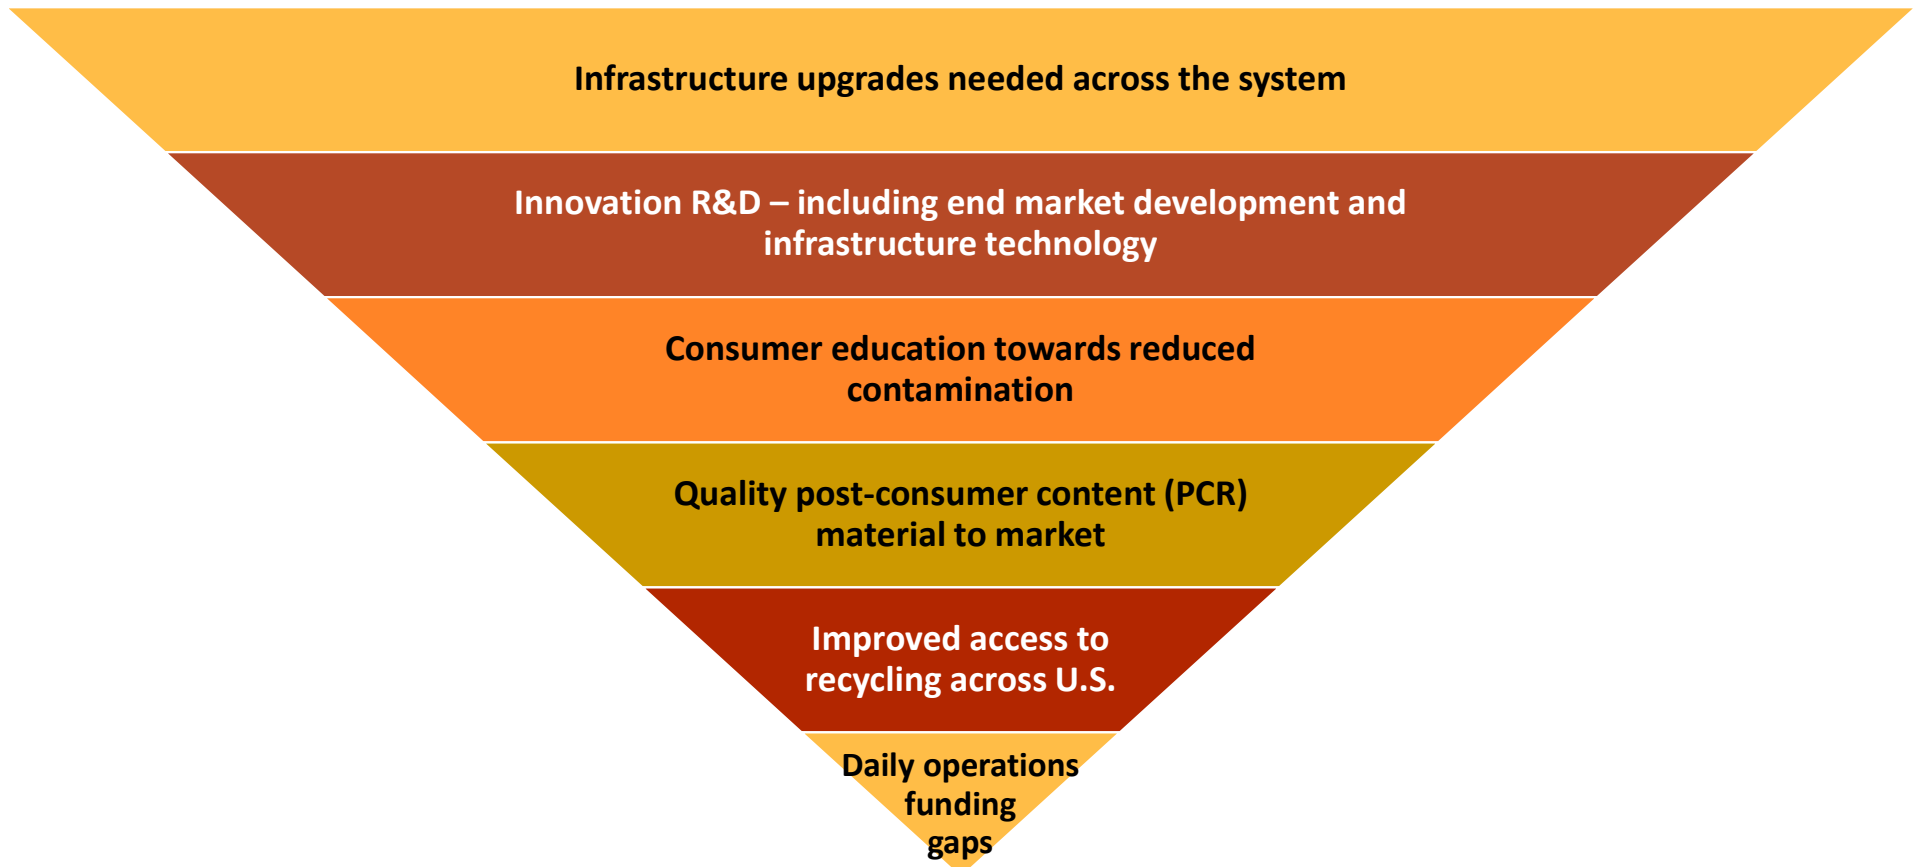 Infrastructure upgrades needed across the system
Innovation R&D – including end market development and
infrastructure technology
Consumer education towards reduced
contamination
Quality post-consumer content (PCR)
material to market
Improved access to
recycling across U.S.
Daily operations
funding
gaps